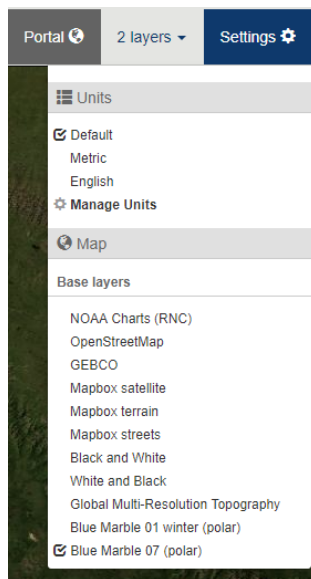 Portal 2 layers Settings
Units
Default
Metric
English
Manage Units
Map
Base layers
NOAA Charts (RNC)
OpenStreetMap
GEBCO
Mapbox satellite
Mapbox terrain
Mapbox streets
Black and White
White and Black
Global Multi-Resolution Topography
Blue Marble 01 winter (polar)
Blue Marble 07 (polar)